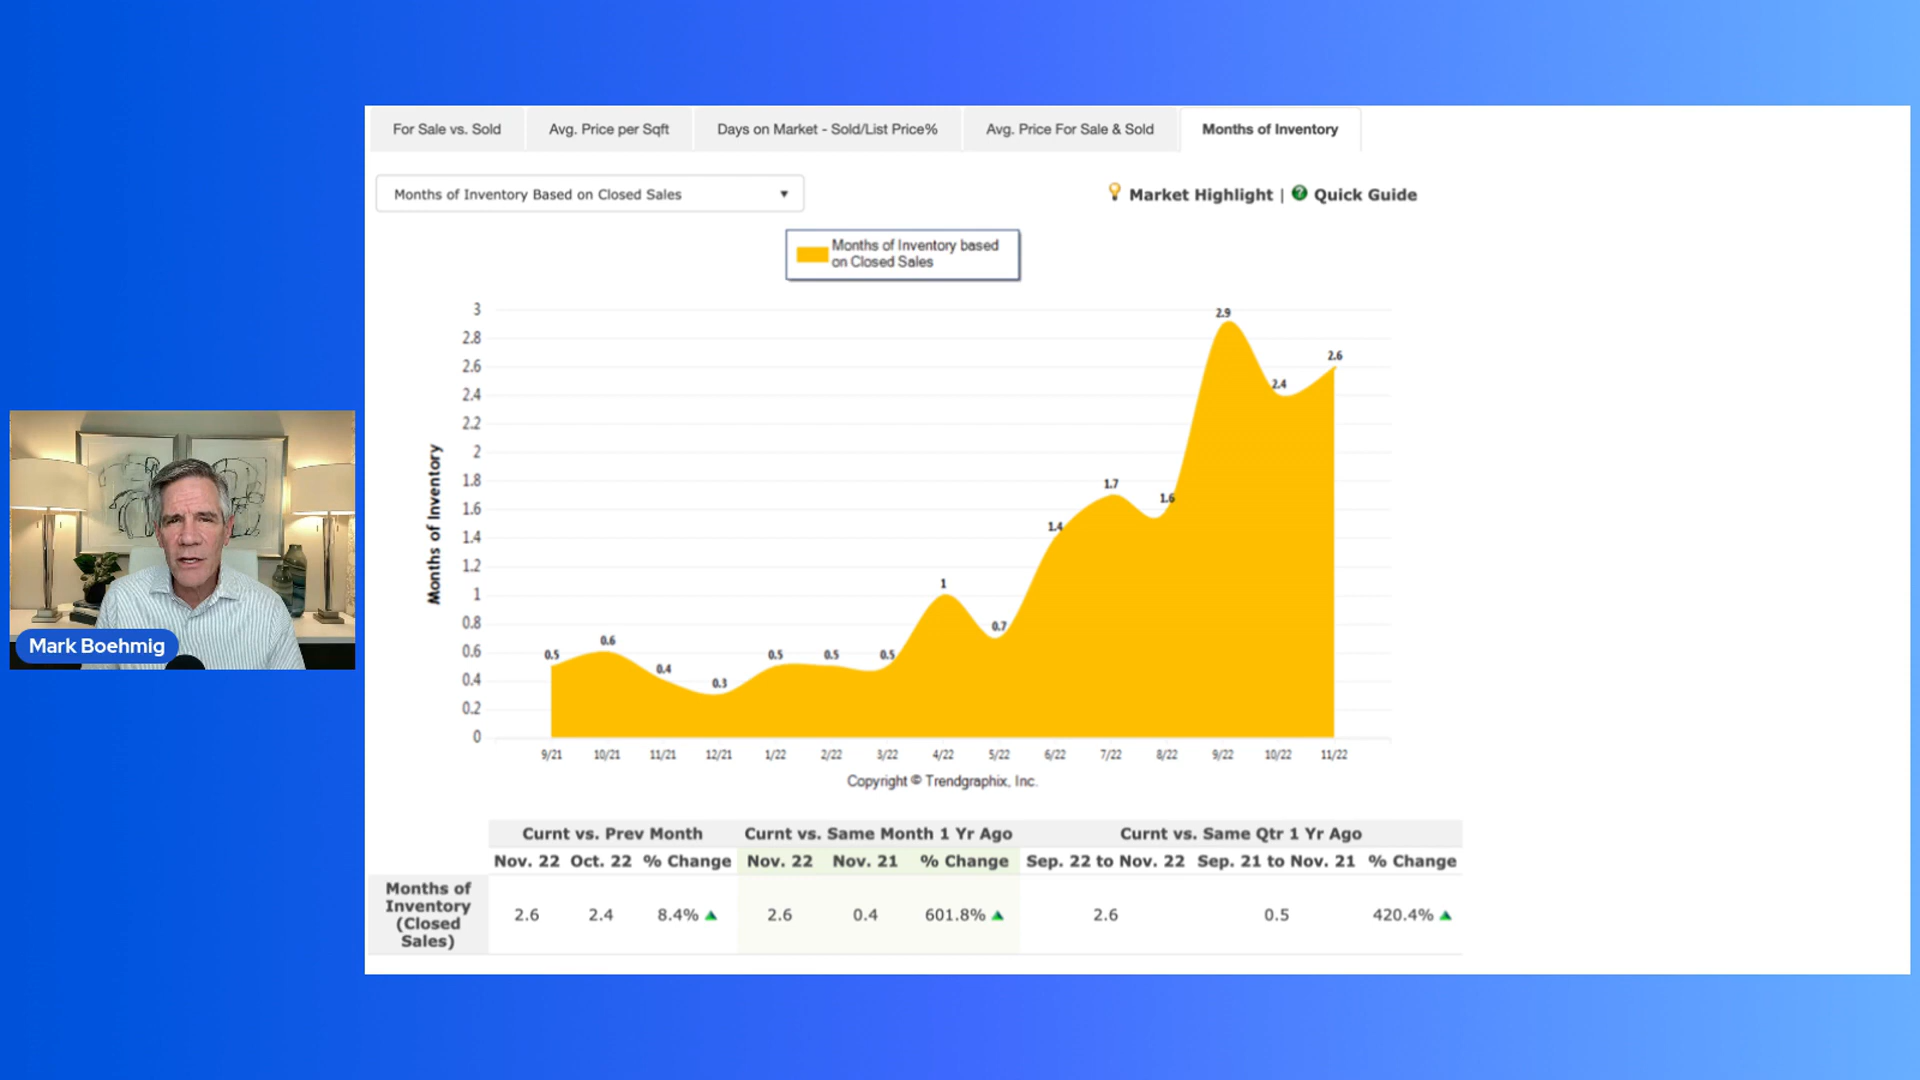 For Sale vs. Sold
Avg. Price per Sqft
Days on Market - Sold/List Price%
Avg. Price For Sale & Sold
Months of Inventory
Months of Inventory Based on Closed Sales
Market Highlight | Quick Guide
Months of Inventory based
on Closed Sales
Months of Inventory
3
2.8
2.6
2.4
2.2
2
1.8
1.6
1.4
1.2
1
0.8
0.6
0.4
0.2
0
0.5
0.6
0.4
0.3
0.5
0.5
0.5
1
0.7
1.4
1.7
1.6
2.9
2.4
2.6
9/21
10/21
11/21
12/21
1/22
2/22
3/22
4/22
5/22
6/22
7/22
8/22
9/22
10/22
11/22
Copyright © Trendgraphix, Inc.
Mark Boehmig
Curnt vs. Prev Month
Curnt vs. Same Month 1 Yr Ago
Curnt vs. Same Qtr 1 Yr Ago
Nov. 22 Oct. 22 % Change Nov. 22 Nov. 21 % Change Sep. 22 to Nov. 22 Sep. 21 to Nov. 21 % Change
Months of
Inventory
(Closed
Sales)
2.6 2.4 8.4% 2.6 0.4 601.8% 2.6 0.5 420.4%